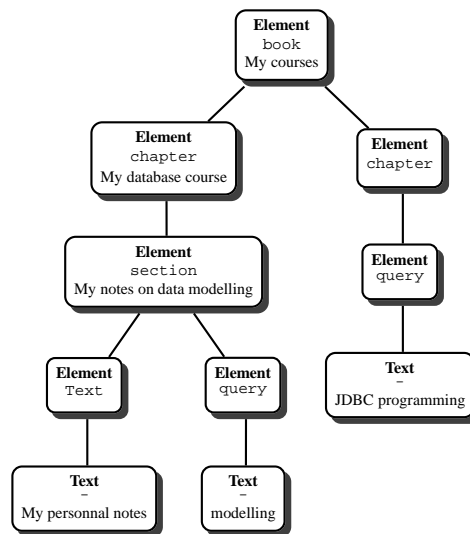 Element
book
My courses
Element
chapter
My database course
Element
chapter
Element
section
My notes on data modelling
Element
query
Element
Text
Element
query
Text
–
JDBC programming
Text
–
My personnal notes
Text
–
modelling